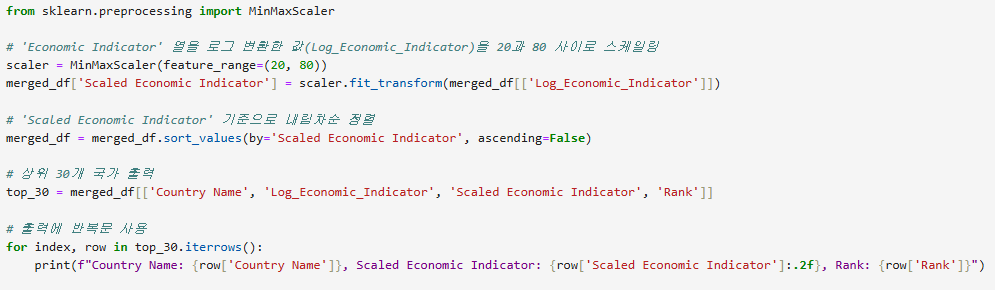 from sklearn.preprocessing import MinMaxScaler
# 'Economic Indicator' 열을 로그 변환한 값(Log_Economic_Indicator)을 20과 80 사이로 스케일링
scaler = MinMaxScaler(feature_range=(20, 80))
merged_df['Scaled Economic Indicator'] = scaler.fit_transform(merged_df[['Log_Economic_Indicator']])
# 'Scaled Economic Indicator' 기준으로 내림차순 정렬
merged_df = merged_df.sort_values(by='Scaled Economic Indicator', ascending=False)
# 상위 30개 국가 출력
top_30 = merged_df[['Country Name', 'Log_Economic_Indicator', 'Scaled Economic Indicator', 'Rank']]
# 출력에 반복문 사용
for index, row in top_30.iterrows():
    print(f"Country Name: {row['Country Name']}, Scaled Economic Indicator: {row['Scaled Economic Indicator']:.2f}, Rank: {row['Rank']}")